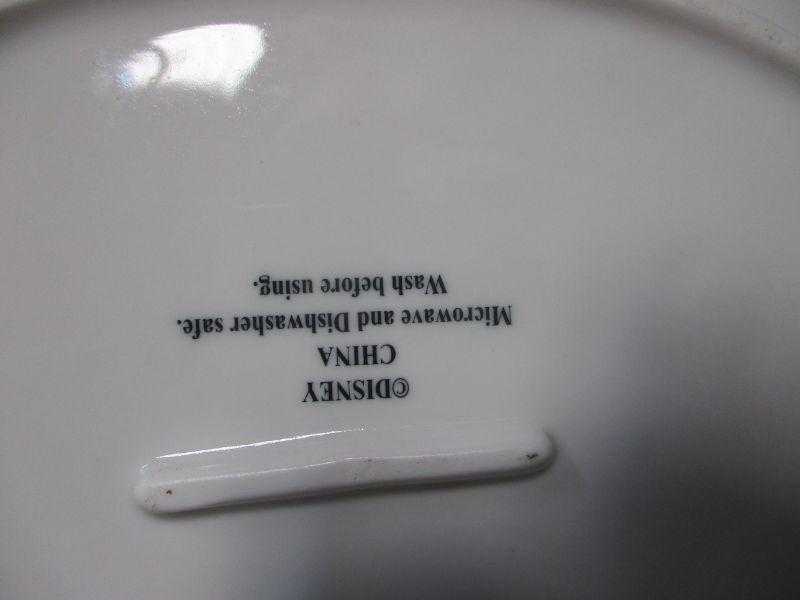 ©DISNEY
CHINA
Microwave and Dishwasher safe.
Wash before using.